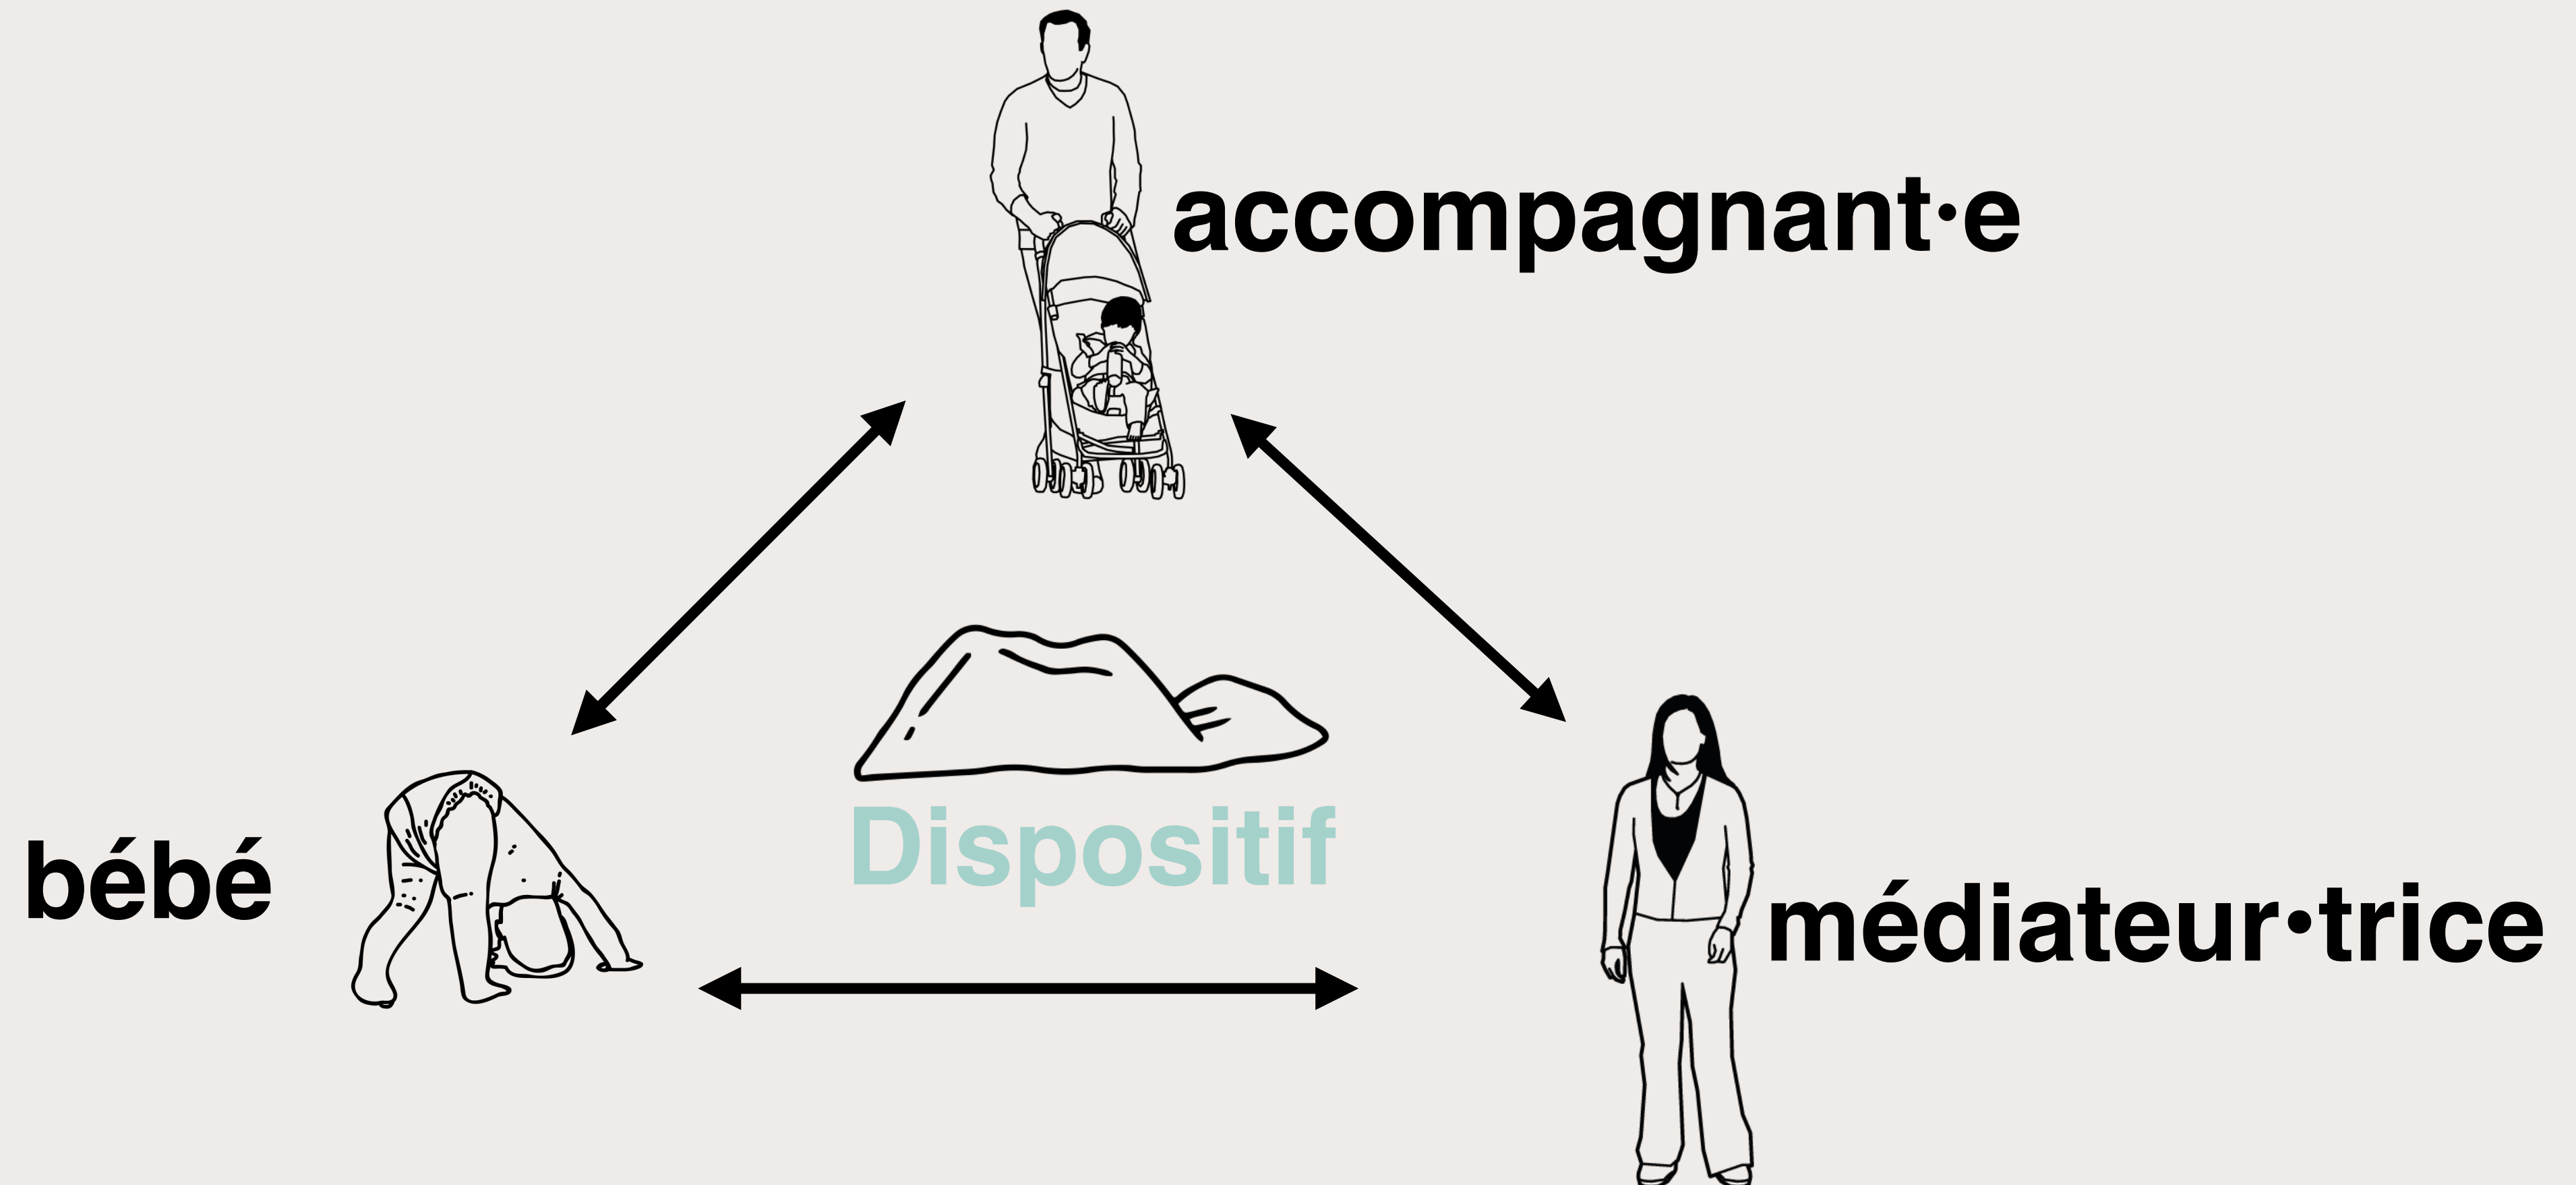 accompagnant·e
Dispositif
bébé
médiateur·trice